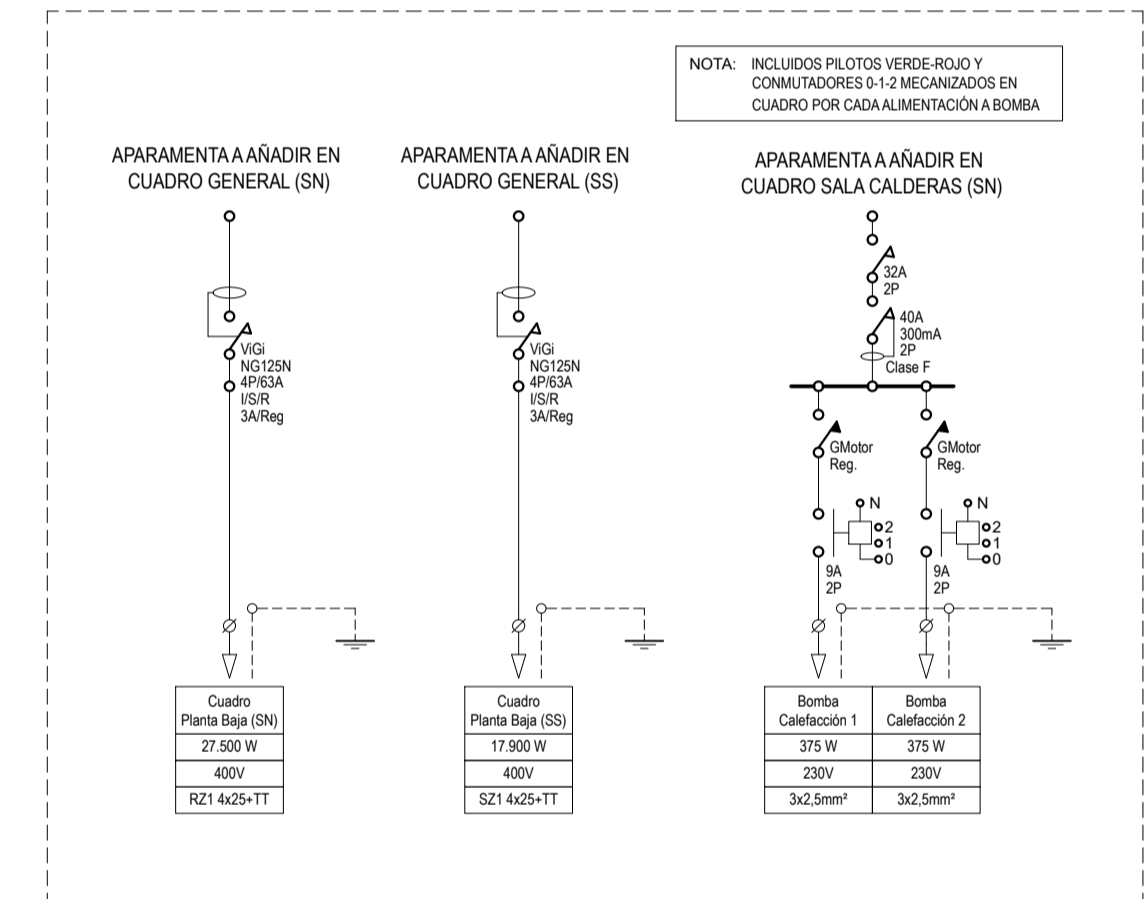 NOTA: INCLUIDOS PILOTOS VERDE-ROJO Y
CONMUTADORES 0-1-2 MECANIZADOS EN
CUADRO POR CADA ALIMENTACIÓN A BOMBA
APARAMENTA A AÑADIR EN
CUADRO GENERAL (SN)
ViGi
NG125N
4P/63A
I/S/R
3A/Reg
Cuadro
Planta Baja (SN)
27.500 W
400V
RZ1 4x25+TT
APARAMENTA A AÑADIR EN
CUADRO GENERAL (SS)
ViGi
NG125N
4P/63A
I/S/R
3A/Reg
Cuadro
Planta Baja (SS)
17.900 W
400V
SZ1 4x25+TT
APARAMENTA A AÑADIR EN
CUADRO SALA CALDERAS (SN)
32A
2P
40A
300mA
2P
Clase F
GMotor
Reg.
N
2
1
0
9A
2P
Bomba
Calefacción 1
375 W
230V
3x2,5mm²
GMotor
Reg.
N
2
1
0
9A
2P
Bomba
Calefacción 2
375 W
230V
3x2,5mm²